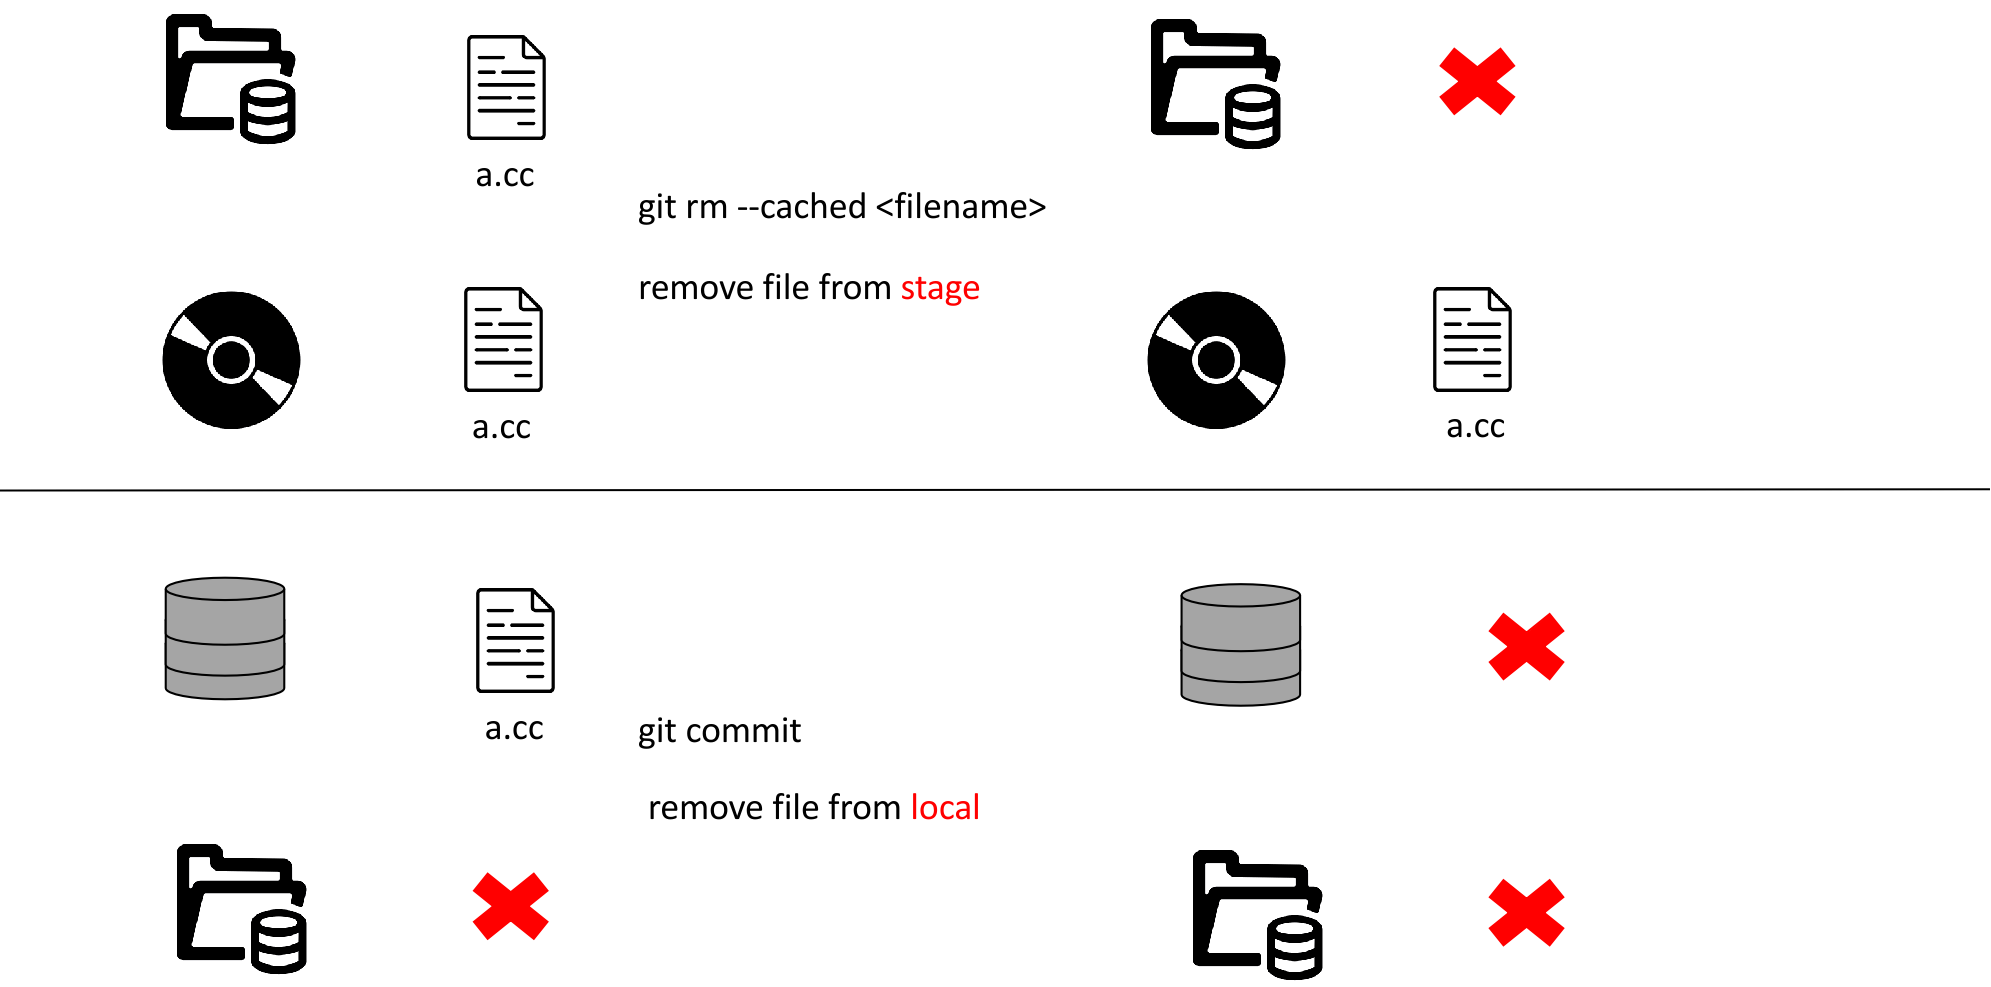 a.cc
git rm --cached <filename>
remove file from stage
a.cc
a.cc
a.cc
git commit
remove file from local